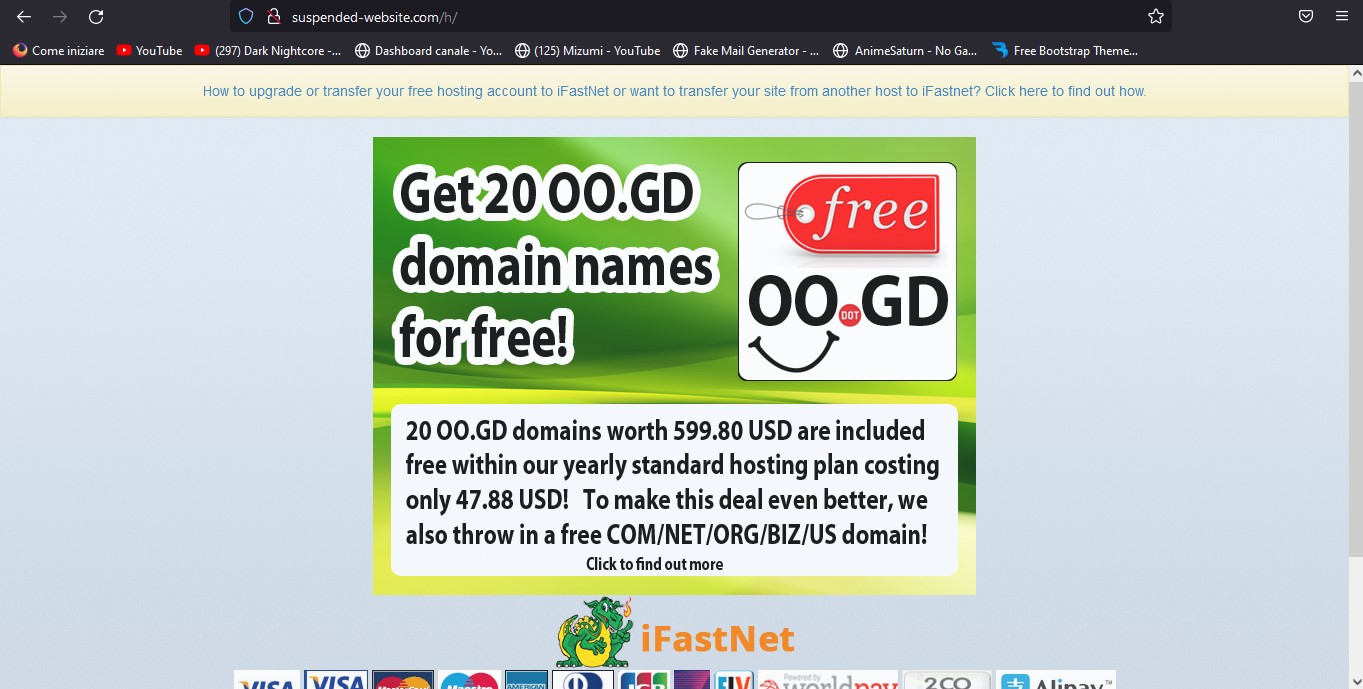 suspended-website.com/h/
Come iniziare
YouTube
(297) Dark Nightcore -...
Dashboard canale - Yo...
(125) Mizumi - YouTube
Fake Mail Generator - ...
AnimeSaturn - No Ga...
Free Bootstrap Theme...
How to upgrade or transfer your free hosting account to iFastNet or want to transfer your site from another host to iFastnet? Click here to find out how.
Get 20 OO.GD
domain names
for free!
free
OO DOT GD
20 OO.GD domains worth 599.80 USD are included
free within our yearly standard hosting plan costing
only 47.88 USD! To make this deal even better, we
also throw in a free COM/NET/ORG/BIZ/US domain!
Click to find out more
iFastNet
VISA
VISA
MasterCard
Maestro
AMERICAN
JCB
ELV
Powered by
worldpay
2CO
Alipay™